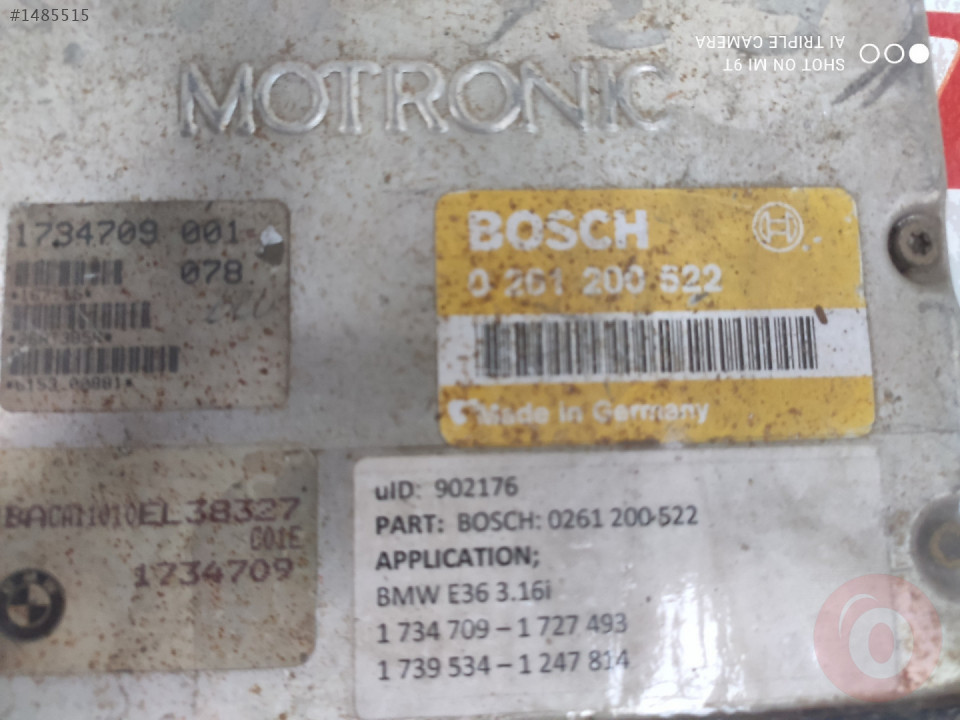 #1485515
SHOT ON MI 9T
AI TRIPLE CAMERA
MOTRONIC
1734709 001
078
BOSCH
0 261 200 522
Made in Germany
EL38327
1734709
uID: 902176
PART: BOSCH: 0261 200 522
APPLICATION;
BMW E36 3.16i
1 734 709 – 1 727 493
1 739 534 – 1 247 814